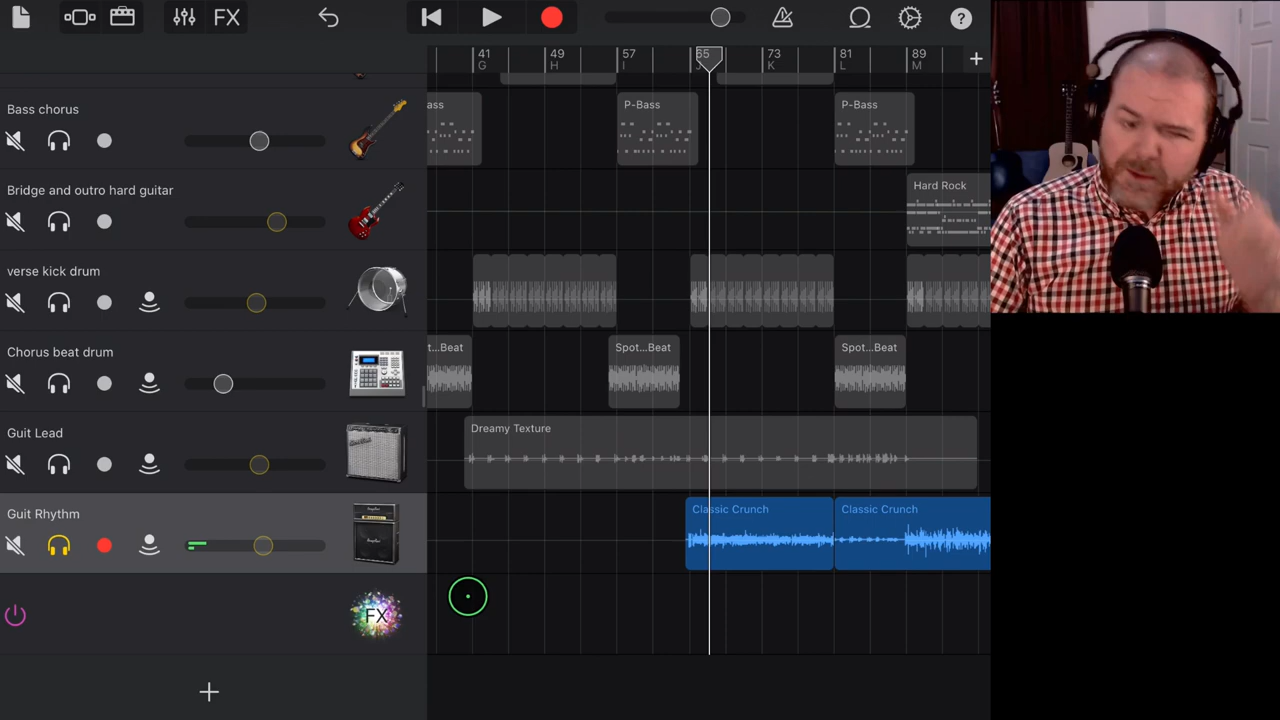 FX
?
41
49
57
65
73
81
89
G
H
I
K
L
M
Bass chorus
ass
P-Bass
P-Bass
Bridge and outro hard guitar
Hard Rock
verse kick drum
Chorus beat drum
t...Beat
Spot...Beat
Spot...Beat
Guit Lead
Dreamy Texture
Guit Rhythm
Classic Crunch
Classic Crunch
FX